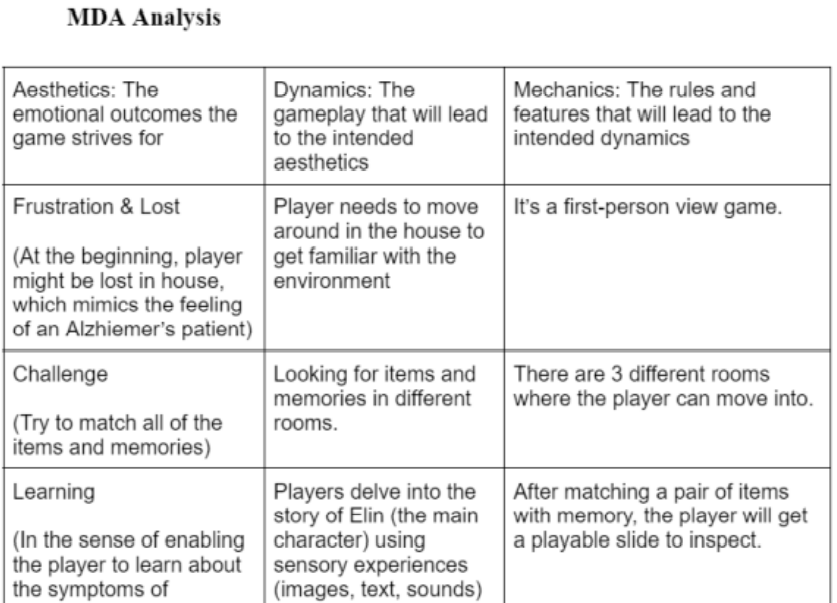 MDA Analysis
Aesthetics: The
emotional outcomes the
game strives for
Dynamics: The
gameplay that will lead
to the intended
aesthetics
Mechanics: The rules and
features that will lead to the
intended dynamics
Frustration & Lost
(At the beginning, player
might be lost in house,
which mimics the feeling
of an Alzhiemer's patient)
Player needs to move
around in the house to
get familiar with the
environment
It's a first-person view game.
Challenge
(Try to match all of the
items and memories)
Looking for items and
memories in different
rooms.
There are 3 different rooms
where the player can move into.
Learning
(In the sense of enabling
the player to learn about
the symptoms of
Players delve into the
story of Elin (the main
character) using
sensory experiences
(images, text, sounds)
After matching a pair of items
with memory, the player will get
a playable slide to inspect.